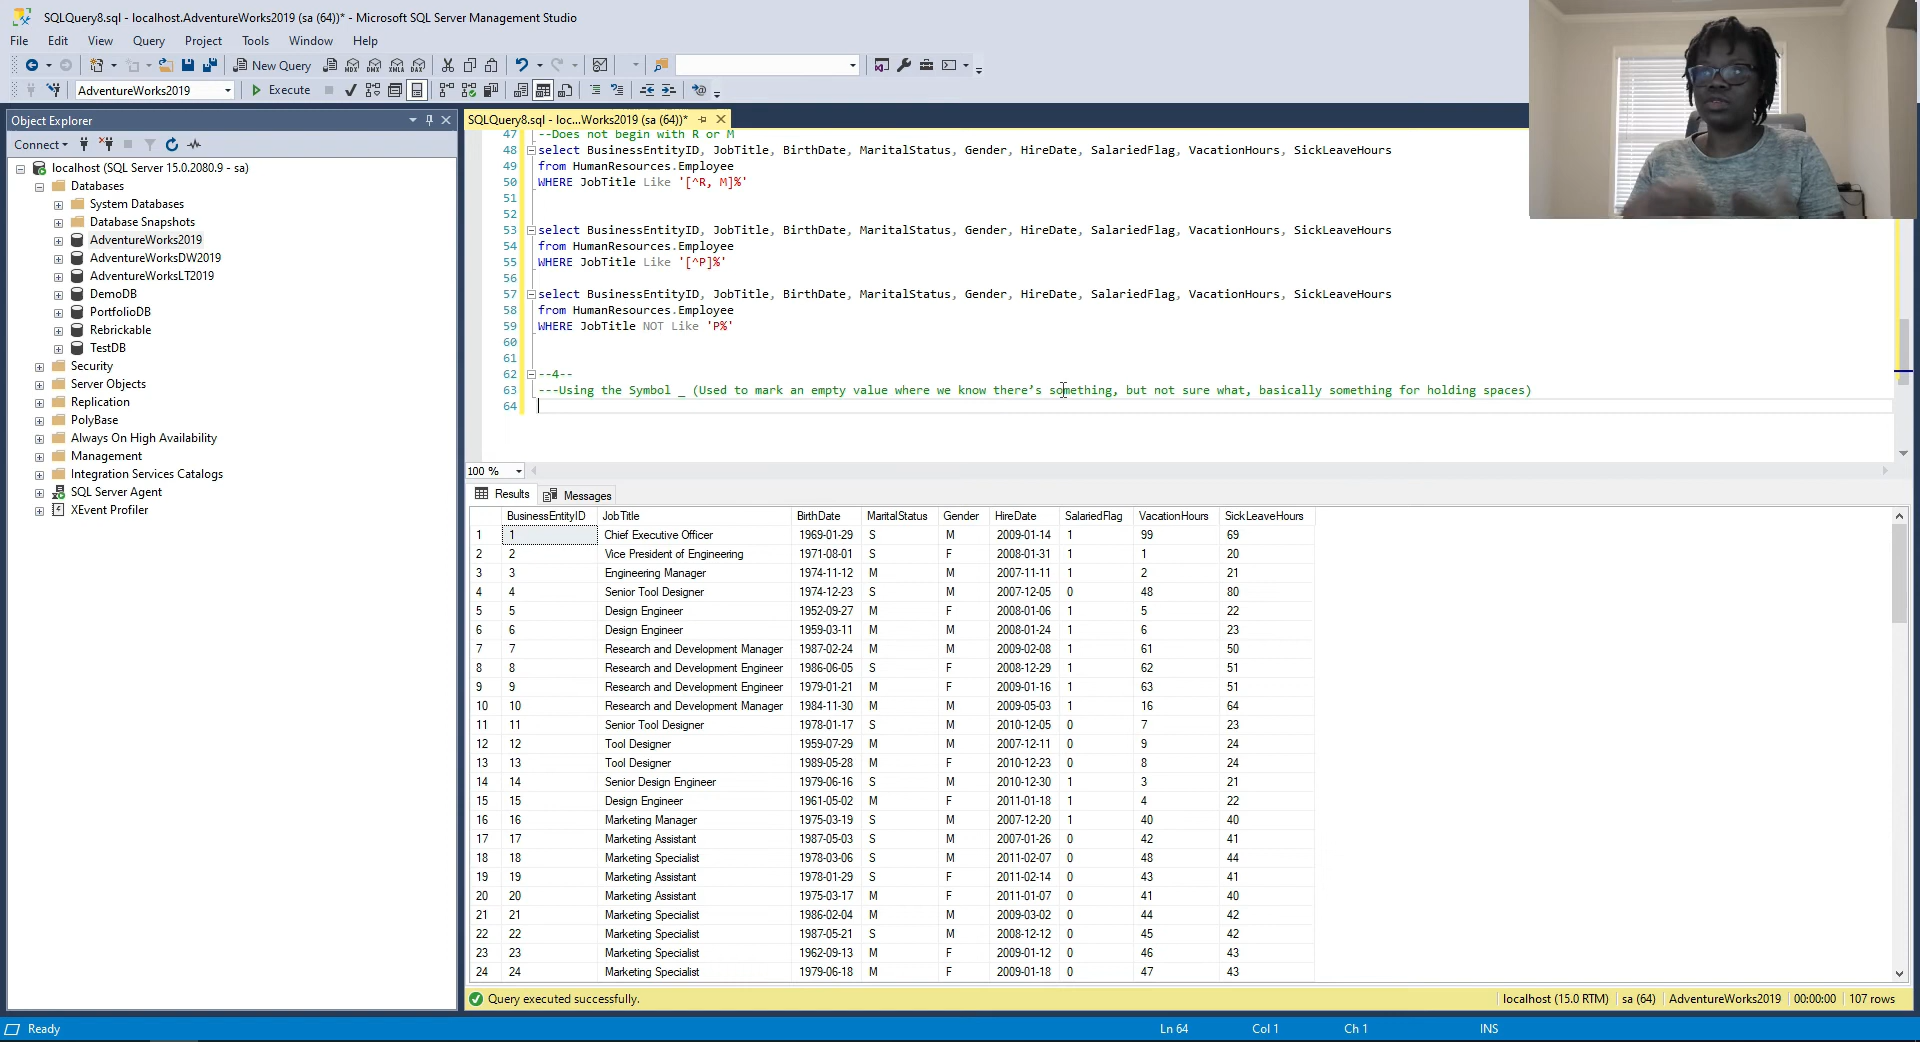 SQLQuery8.sql - localhost.AdventureWorks2019 (sa (64))* - Microsoft SQL Server Management Studio
File Edit View Query Project Tools Window Help
New Query
AdventureWorks2019 Execute
Object Explorer
Connect
localhost (SQL Server 15.0.2080.9 - sa)
Databases
System Databases
Database Snapshots
AdventureWorks2019
AdventureWorksDW2019
AdventureWorksLT2019
DemoDB
PortfolioDB
Rebrickable
TestDB
Security
Server Objects
Replication
PolyBase
Always On High Availability
Management
Integration Services Catalogs
SQL Server Agent
XEvent Profiler
SQLQuery8.sql - loc...Works2019 (sa (64))*
47 --Does not begin with R or M
48 select BusinessEntityID, JobTitle, BirthDate, MaritalStatus, Gender, HireDate, SalariedFlag, VacationHours, SickLeaveHours
49 from HumanResources.Employee
50 WHERE JobTitle Like '[^R, M]%'
51
52
53 select BusinessEntityID, JobTitle, BirthDate, MaritalStatus, Gender, HireDate, SalariedFlag, VacationHours, SickLeaveHours
54 from HumanResources.Employee
55 WHERE JobTitle Like '[^P]%'
56
57 select BusinessEntityID, JobTitle, BirthDate, MaritalStatus, Gender, HireDate, SalariedFlag, VacationHours, SickLeaveHours
58 from HumanResources.Employee
59 WHERE JobTitle NOT Like 'P%'
60
61
62 --4--
63 ---Using the Symbol _ (Used to mark an empty value where we know there's something, but not sure what, basically something for holding spaces)
64
100 %
Results Messages
BusinessEntityID JobTitle BirthDate MaritalStatus Gender HireDate SalariedFlag VacationHours SickLeaveHours
1 1 Chief Executive Officer 1969-01-29 S M 2009-01-14 1 99 69
2 2 Vice President of Engineering 1971-08-01 S F 2008-01-31 1 1 20
3 3 Engineering Manager 1974-11-12 M M 2007-11-11 1 2 21
4 4 Senior Tool Designer 1974-12-23 S M 2007-12-05 0 48 80
5 5 Design Engineer 1952-09-27 M F 2008-01-06 1 5 22
6 6 Design Engineer 1959-03-11 M M 2008-01-24 1 6 23
7 7 Research and Development Manager 1987-02-24 M M 2009-02-08 1 61 50
8 8 Research and Development Engineer 1986-06-05 S F 2008-12-29 1 62 51
9 9 Research and Development Engineer 1979-01-21 M F 2009-01-16 1 63 51
10 10 Research and Development Manager 1984-11-30 M M 2009-05-03 1 16 64
11 11 Senior Tool Designer 1978-01-17 S M 2010-12-05 0 7 23
12 12 Tool Designer 1959-07-29 M M 2007-12-11 0 9 24
13 13 Tool Designer 1989-05-28 M F 2010-12-23 0 8 24
14 14 Senior Design Engineer 1979-06-16 S M 2010-12-30 1 3 21
15 15 Design Engineer 1961-05-02 M F 2011-01-18 1 4 22
16 16 Marketing Manager 1975-03-19 S M 2007-12-20 1 40 40
17 17 Marketing Assistant 1987-05-03 S M 2007-01-26 0 42 41
18 18 Marketing Specialist 1978-03-06 S M 2011-02-07 0 48 44
19 19 Marketing Assistant 1978-01-29 S F 2011-02-14 0 43 41
20 20 Marketing Assistant 1975-03-17 M F 2011-01-07 0 41 40
21 21 Marketing Specialist 1986-02-04 M M 2009-03-02 0 44 42
22 22 Marketing Specialist 1987-05-21 S M 2008-12-12 0 45 42
23 23 Marketing Specialist 1962-09-13 M F 2009-01-12 0 46 43
24 24 Marketing Specialist 1979-06-18 M F 2009-01-18 0 47 43
Query executed successfully. localhost (15.0 RTM) sa (64) AdventureWorks2019 00:00:00 107 rows
Ready Ln 64 Col 1 Ch 1 INS